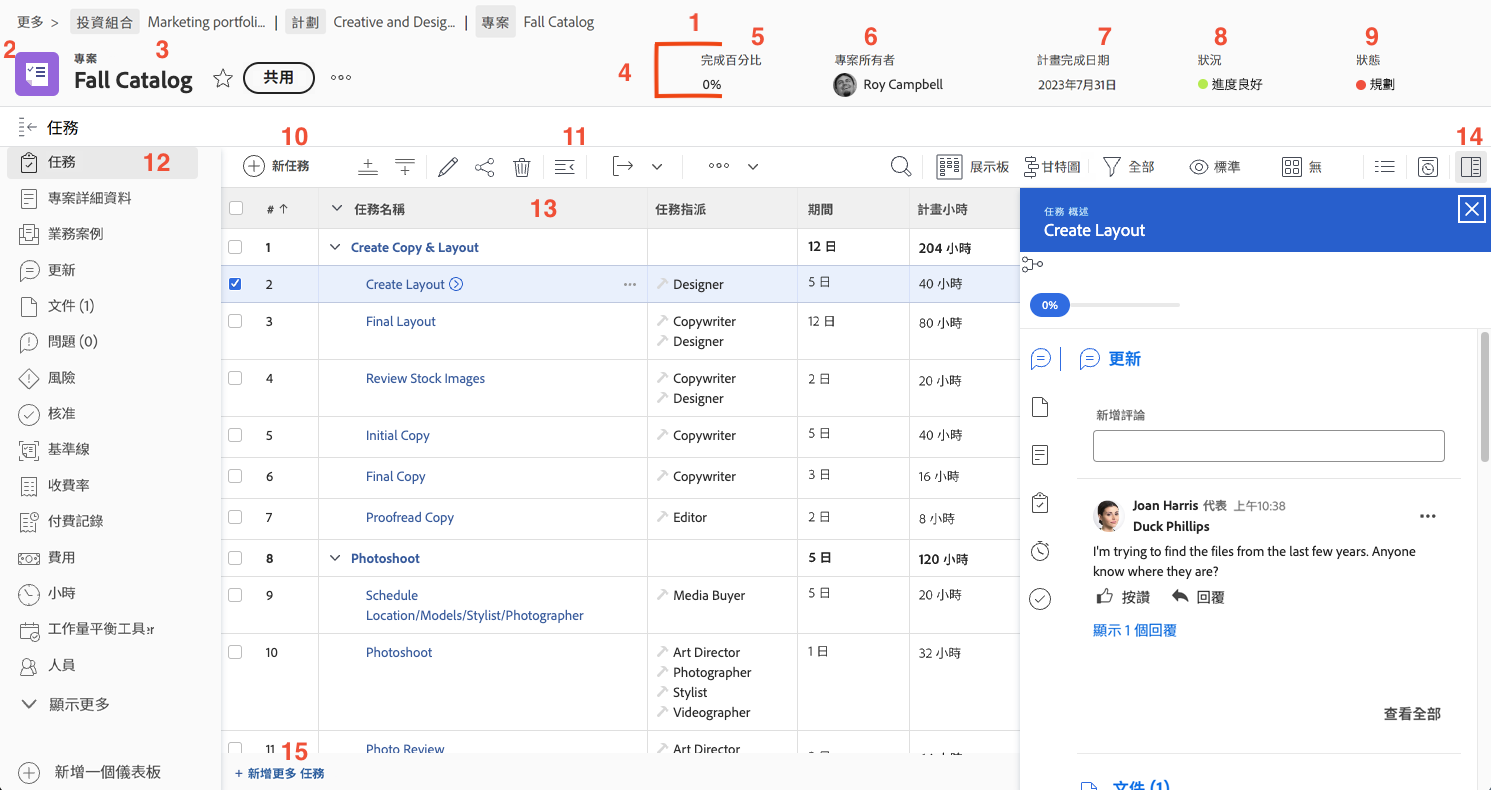 更多 > 投資組合 Marketing portfoli... | 計劃 Creative and Desig... | 專案 Fall Catalog
1
2 專案 3
Fall Catalog 共用
4 5 6 7 8 9
完成百分比 專案所有者 計畫完成日期 狀況 狀態
0% Roy Campbell 2023年7月31日 進度良好 規劃
任務
10 11 14
任務 12
專案詳細資料
業務案例
更新
文件 (1)
問題 (0)
風險
核准
基準線
收費率
付費記錄
費用
小時
工作量平衡工具er
人員
顯示更多
新增一個儀表板
新任務 展示板 甘特圖 全部 標準 無
# ↑ 任務名稱 13 任務指派 期間 計畫小時
1 Create Copy & Layout 12 日 204 小時
2 Create Layout Designer 5 日 40 小時
3 Final Layout Copywriter 12 日 80 小時
Designer
4 Review Stock Images Copywriter 2 日 20 小時
Designer
5 Initial Copy Copywriter 5 日 40 小時
6 Final Copy Copywriter 3 日 16 小時
7 Proofread Copy Editor 2 日 8 小時
8 Photoshoot 5 日 120 小時
9 Schedule Media Buyer 5 日 20 小時
Location/Models/Stylist/Photographer
10 Photoshoot Art Director 1 日 32 小時
Photographer
Stylist
Videographer
11 Photo Review Art Director
15
+ 新增更多 任務
任務 概述
Create Layout
0%
更新
新增評論
Joan Harris 代表 上午10:38
Duck Phillips
I'm trying to find the files from the last few years. Anyone
know where they are?
按讚 回覆
顯示 1 個回覆
查看全部
文件 (1)